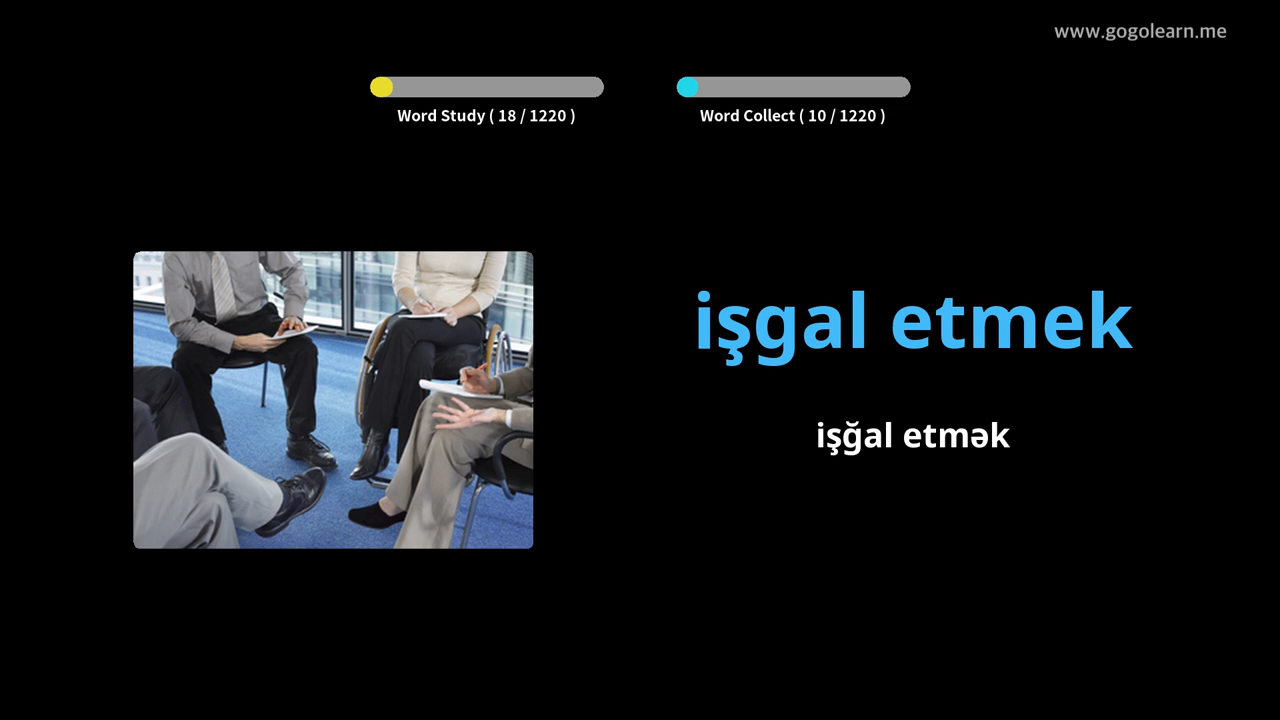 www.gogolearn.me
Word Study ( 18 / 1220 )
Word Collect ( 10 / 1220 )
işgal etmek
işğal etmək